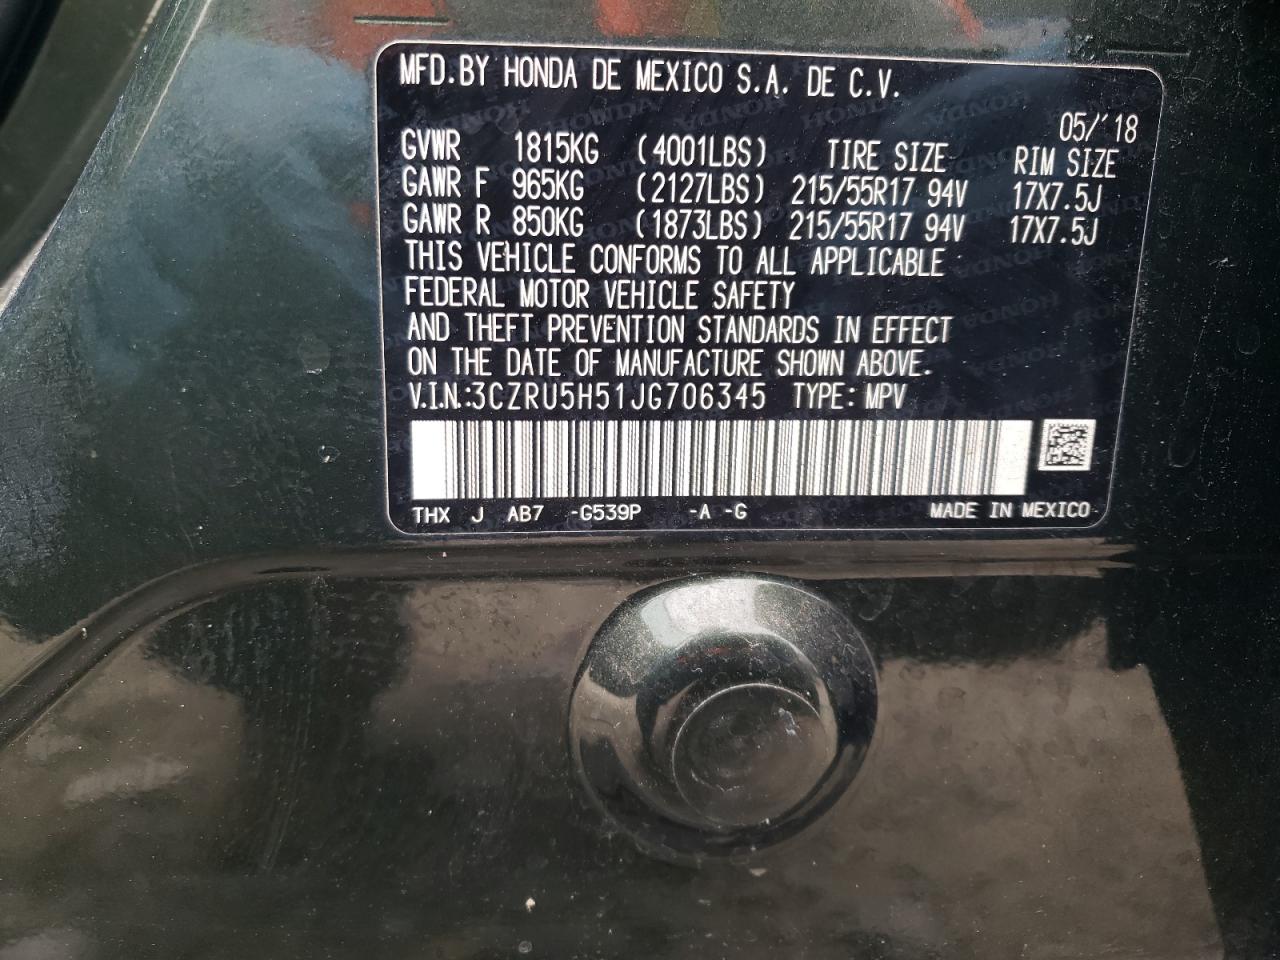 MFD.BY HONDA DE MEXICO S.A. DE C.V.
05/'18
GVWR 1815KG (4001LBS) TIRE SIZE RIM SIZE
GAWR F 965KG (2127LBS) 215/55R17 94V 17X7.5J
GAWR R 850KG (1873LBS) 215/55R17 94V 17X7.5J
THIS VEHICLE CONFORMS TO ALL APPLICABLE
FEDERAL MOTOR VEHICLE SAFETY
AND THEFT PREVENTION STANDARDS IN EFFECT
ON THE DATE OF MANUFACTURE SHOWN ABOVE.
V.I.N.:3CZRU5H51JG706345 TYPE: MPV
THX J AB7 -G539P -A -G MADE IN MEXICO